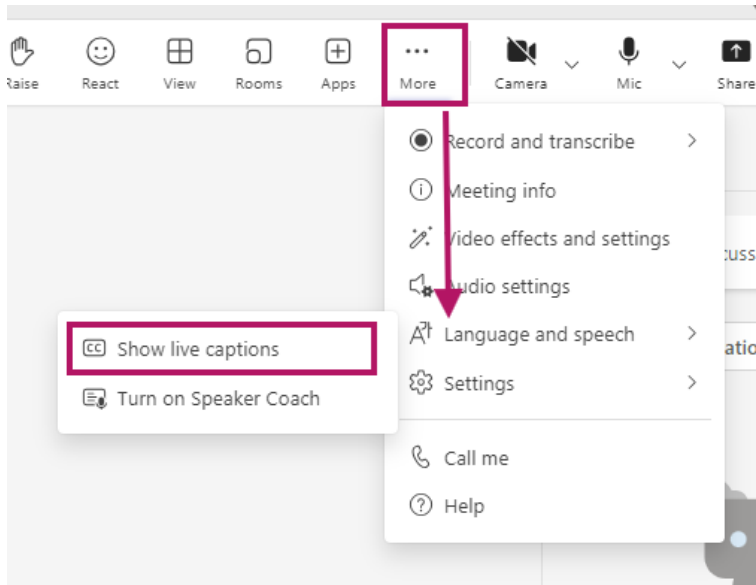 Raise React View Rooms Apps More Camera Mic Share
Record and transcribe
Meeting info
Video effects and settings
Audio settings
Language and speech
Settings
Call me
Help
CC Show live captions
Turn on Speaker Coach